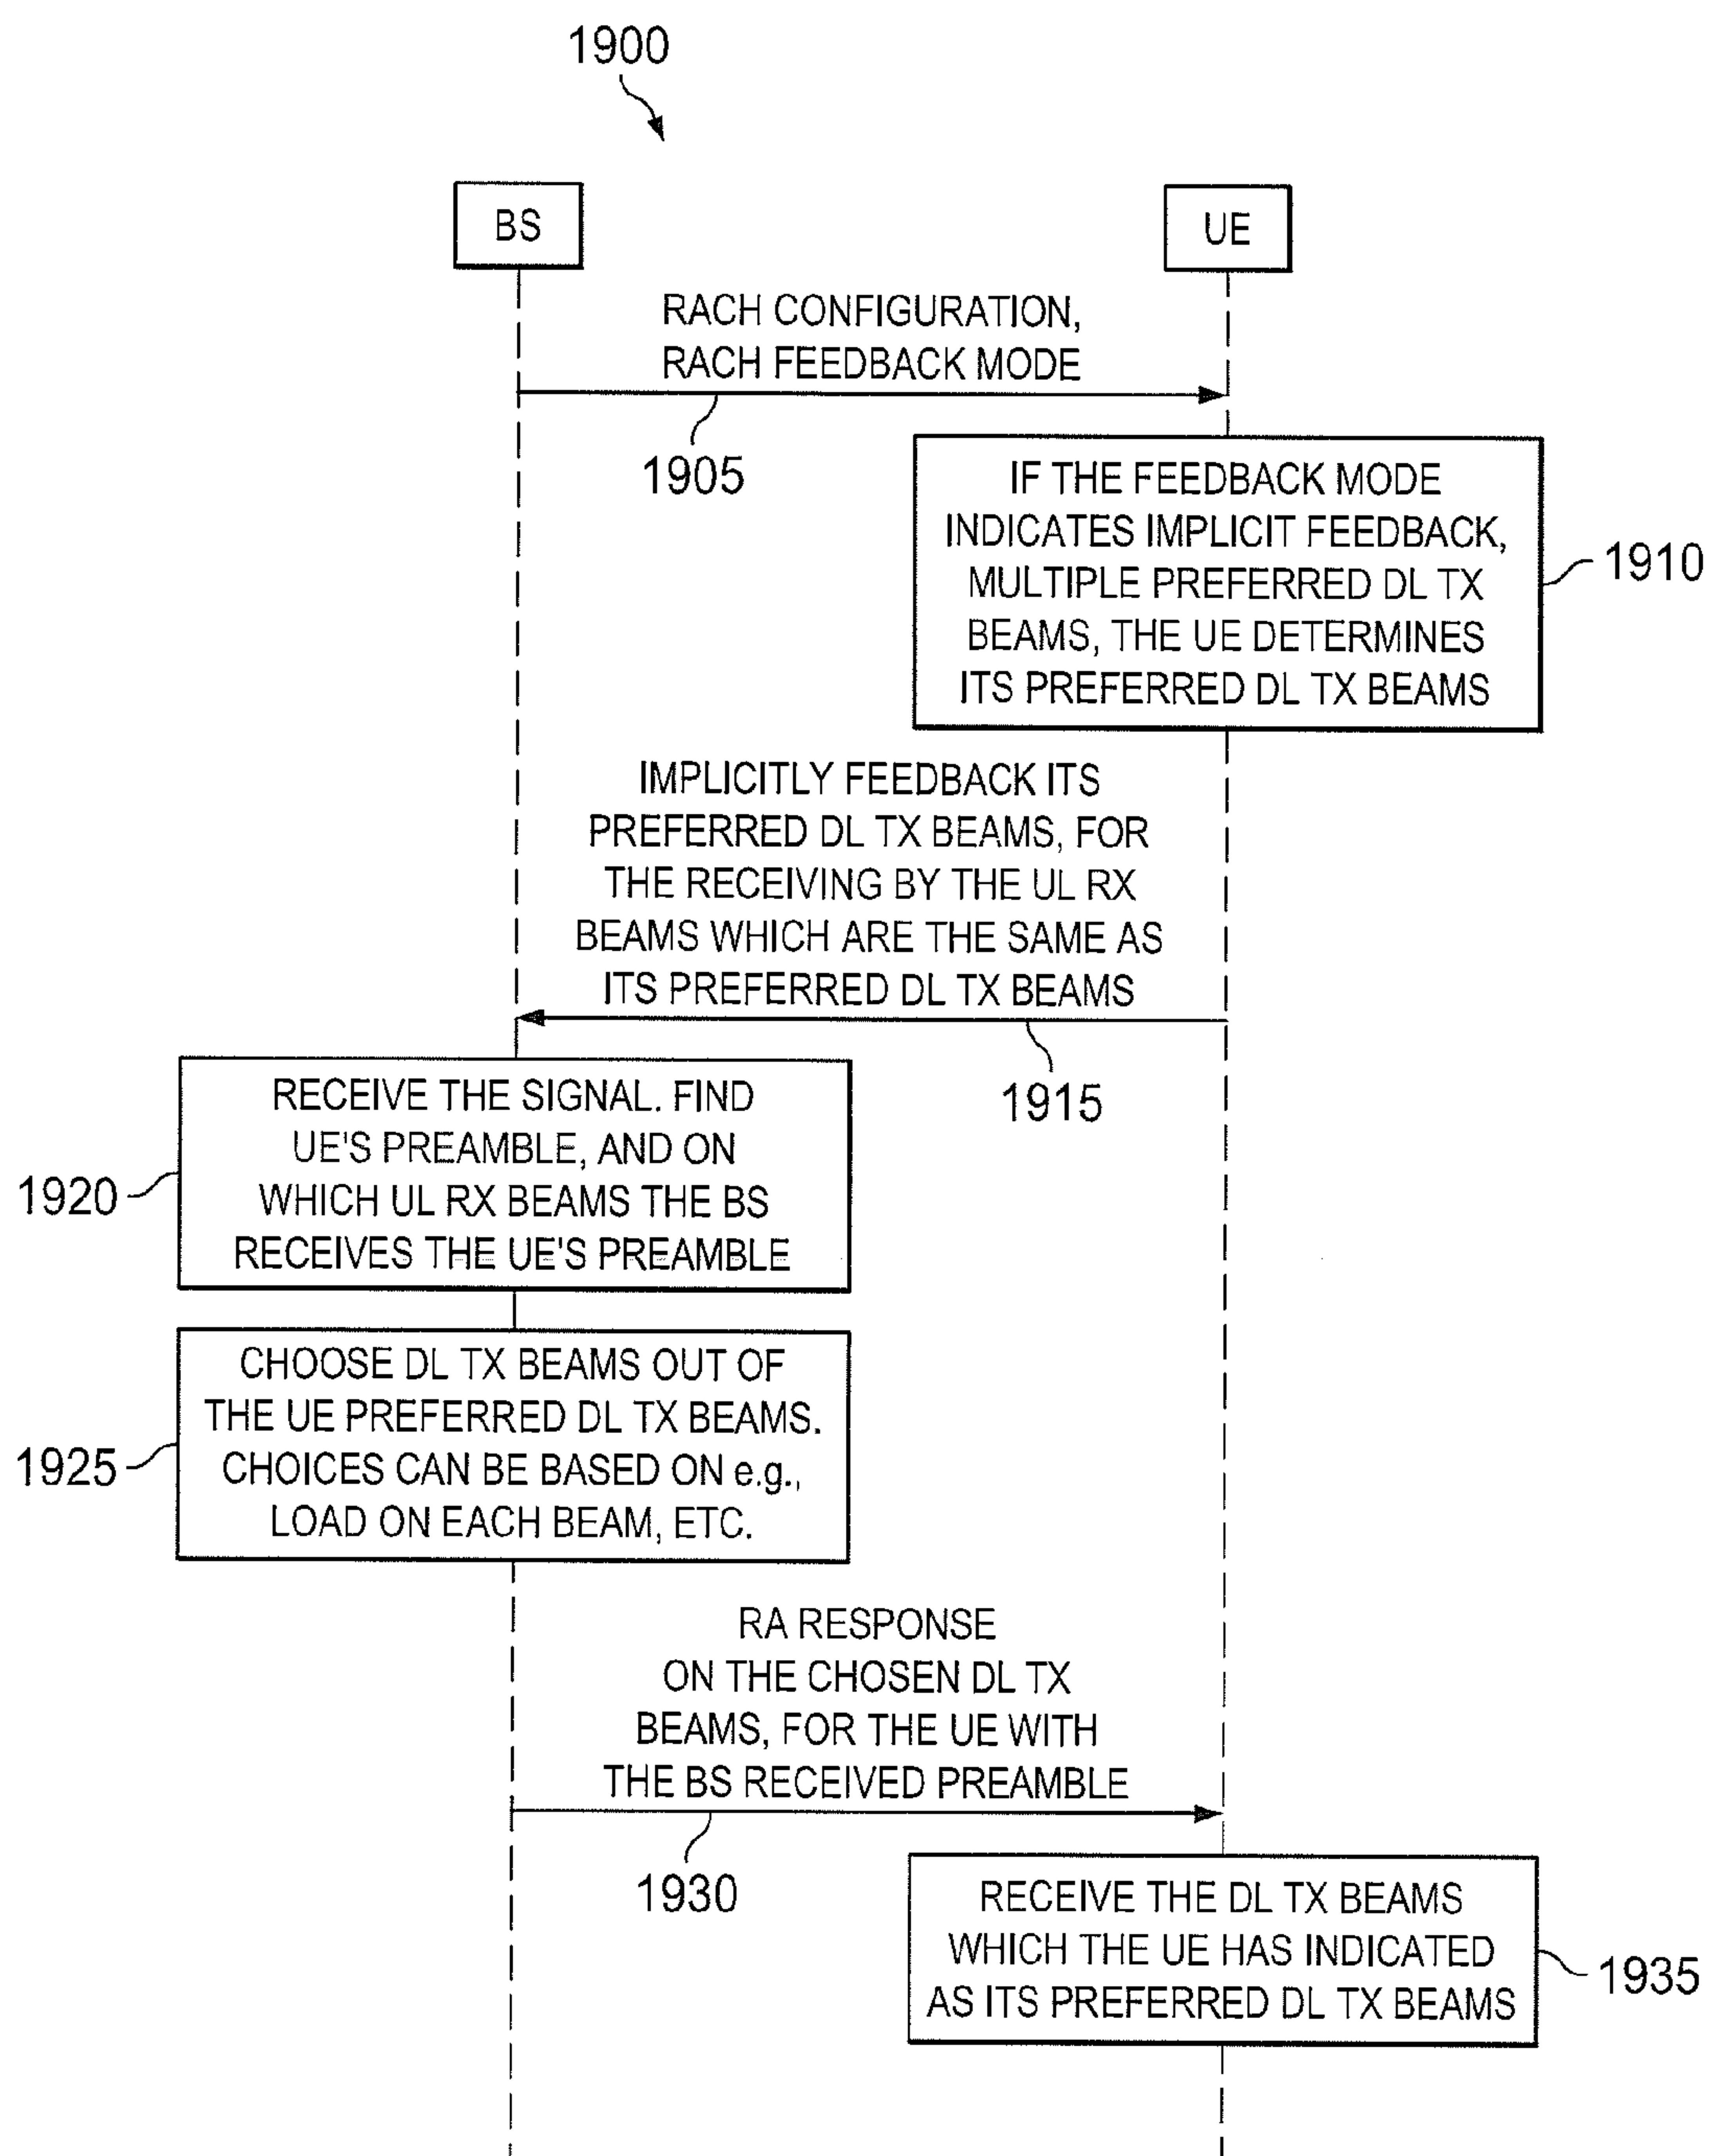 1900
BS
UE
RACH CONFIGURATION,
RACH FEEDBACK MODE
1905
IF THE FEEDBACK MODE
INDICATES IMPLICIT FEEDBACK,
MULTIPLE PREFERRED DL TX
BEAMS, THE UE DETERMINES
ITS PREFERRED DL TX BEAMS
1910
IMPLICITLY FEEDBACK ITS
PREFERRED DL TX BEAMS, FOR
THE RECEIVING BY THE UL RX
BEAMS WHICH ARE THE SAME AS
ITS PREFERRED DL TX BEAMS
1915
RECEIVE THE SIGNAL. FIND
UE'S PREAMBLE, AND ON
WHICH UL RX BEAMS THE BS
RECEIVES THE UE'S PREAMBLE
1920
CHOOSE DL TX BEAMS OUT OF
THE UE PREFERRED DL TX BEAMS.
CHOICES CAN BE BASED ON e.g.,
LOAD ON EACH BEAM, ETC.
1925
RA RESPONSE
ON THE CHOSEN DL TX
BEAMS, FOR THE UE WITH
THE BS RECEIVED PREAMBLE
1930
RECEIVE THE DL TX BEAMS
WHICH THE UE HAS INDICATED
AS ITS PREFERRED DL TX BEAMS
1935